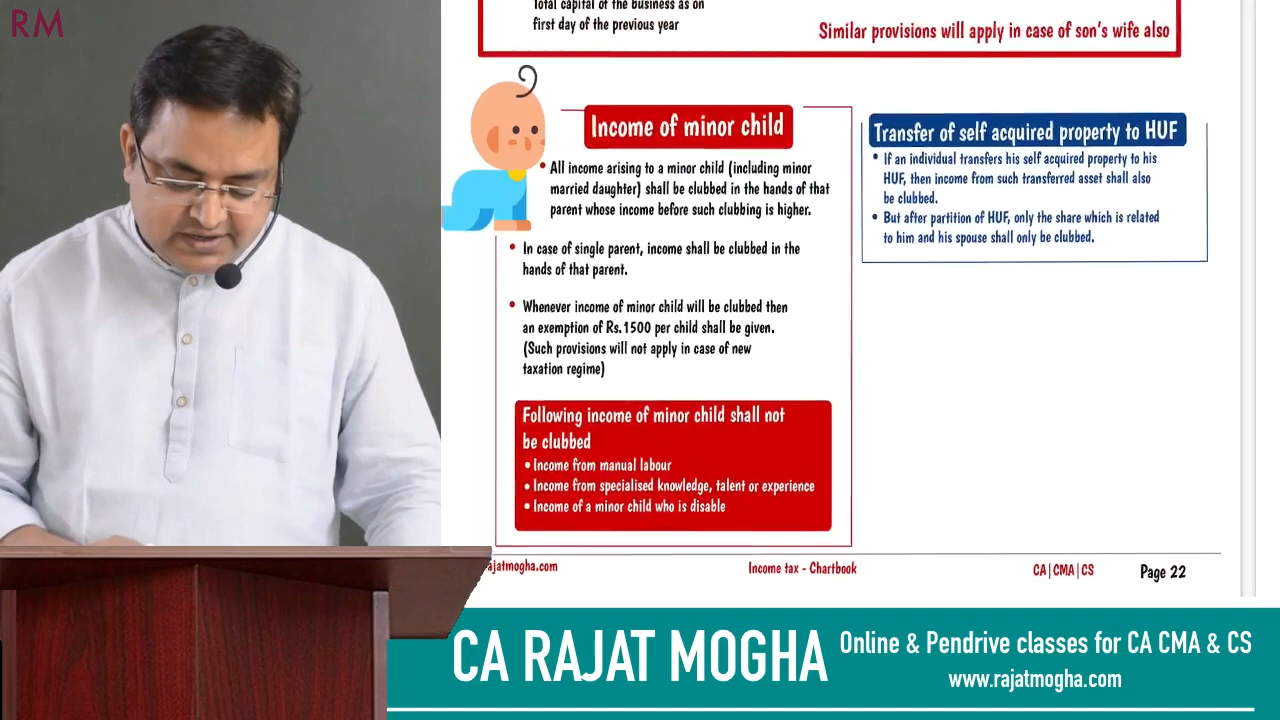 RM
Total capital of the business as on
first day of the previous year
Similar provisions will apply in case of son's wife also
Income of minor child
• All income arising to a minor child (including minor
married daughter) shall be clubbed in the hands of that
parent whose income before such clubbing is higher.
• In case of single parent, income shall be clubbed in the
hands of that parent.
• Whenever income of minor child will be clubbed then
an exemption of Rs.1500 per child shall be given.
(Such provisions will not apply in case of new
taxation regime)
Following income of minor child shall not
be clubbed
• Income from manual labour
• Income from specialised knowledge, talent or experience
• Income of a minor child who is disable
Transfer of self acquired property to HUF
• If an individual transfers his self acquired property to his
HUF, then income from such transferred asset shall also
be clubbed.
• But after partition of HUF, only the share which is related
to him and his spouse shall only be clubbed.
ajatmogha.com
Income tax - Chartbook
CA|CMA|CS
Page 22
CA RAJAT MOGHA
Online & Pendrive classes for CA CMA & CS
www.rajatmogha.com